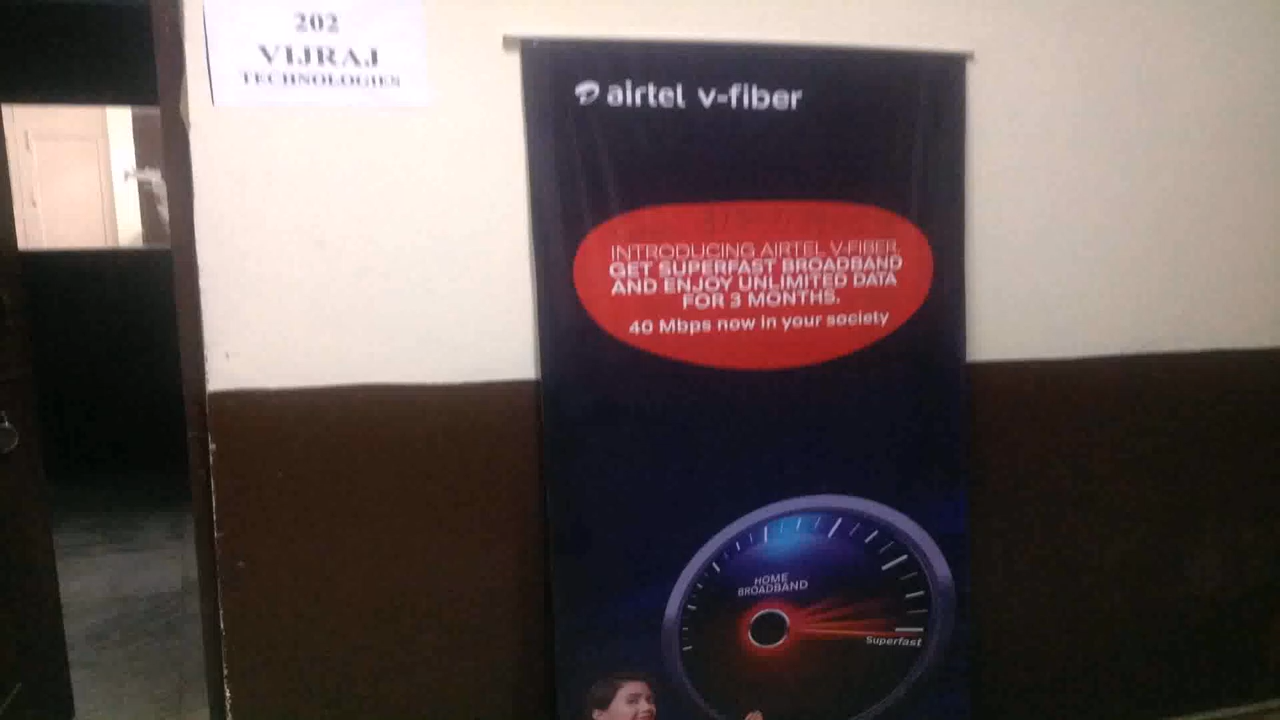 202
VIJRAJ
TECHNOLOGIES
airtel v-fiber
INTRODUCING AIRTEL V-FIBER.
GET SUPERFAST BROADBAND
AND ENJOY UNLIMITED DATA
FOR 3 MONTHS.
40 Mbps now in your society
HOME
BROADBAND
Superfast